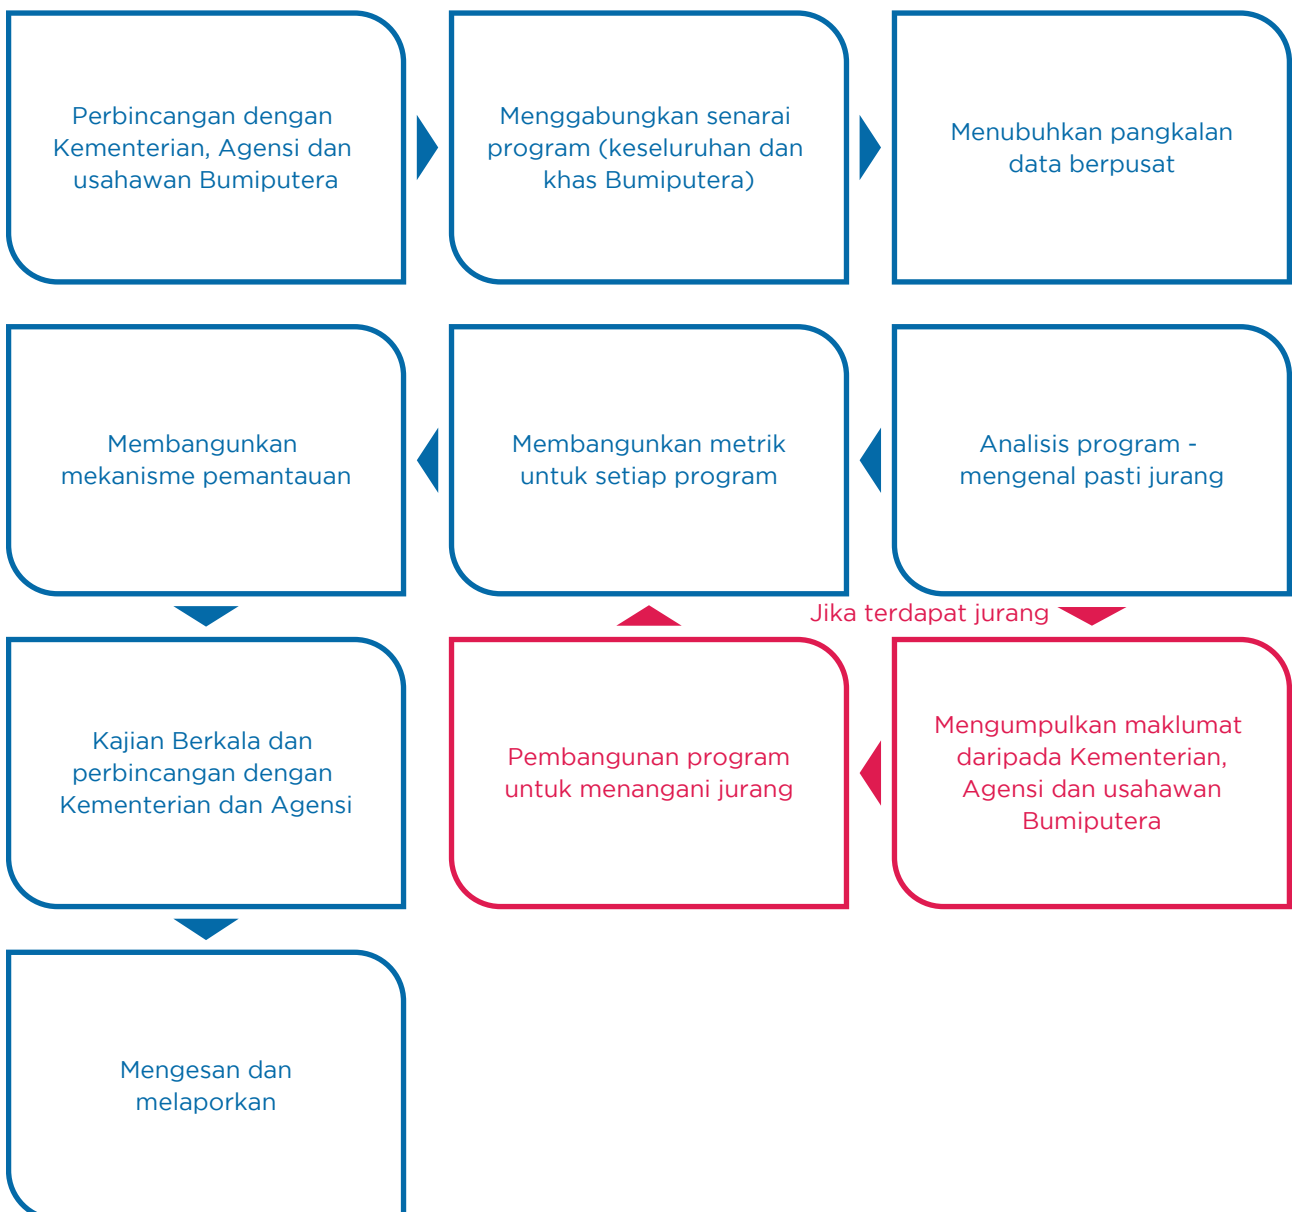 Perbincangan dengan
Kementerian, Agensi dan
usahawan Bumiputera
Menggabungkan senarai
program (keseluruhan dan
khas Bumiputera)
Menubuhkan pangkalan
data berpusat
Membangunkan
mekanisme pemantauan
Membangunkan metrik
untuk setiap program
Analisis program -
mengenal pasti jurang
Jika terdapat jurang
Kajian Berkala dan
perbincangan dengan
Kementerian dan Agensi
Pembangunan program
untuk menangani jurang
Mengumpulkan maklumat
daripada Kementerian,
Agensi dan usahawan
Bumiputera
Mengesan dan
melaporkan